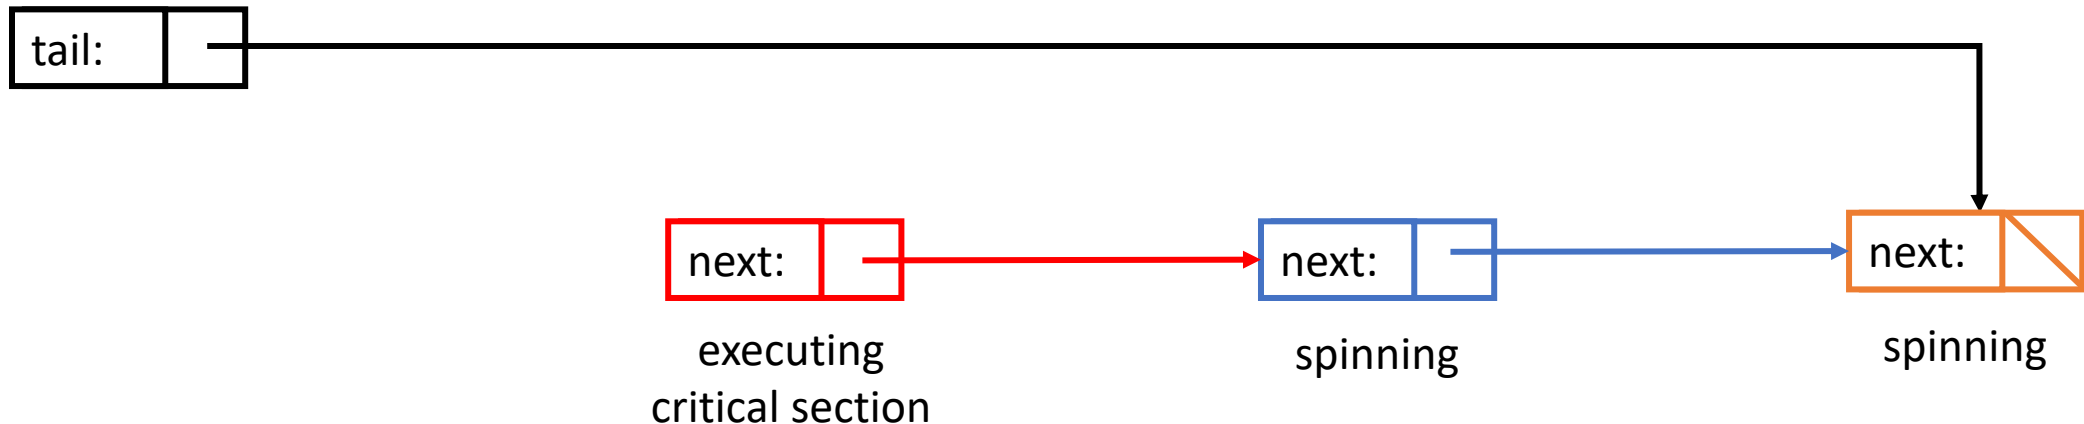 tail:
next:
next:
next:
executing
critical section
spinning
spinning